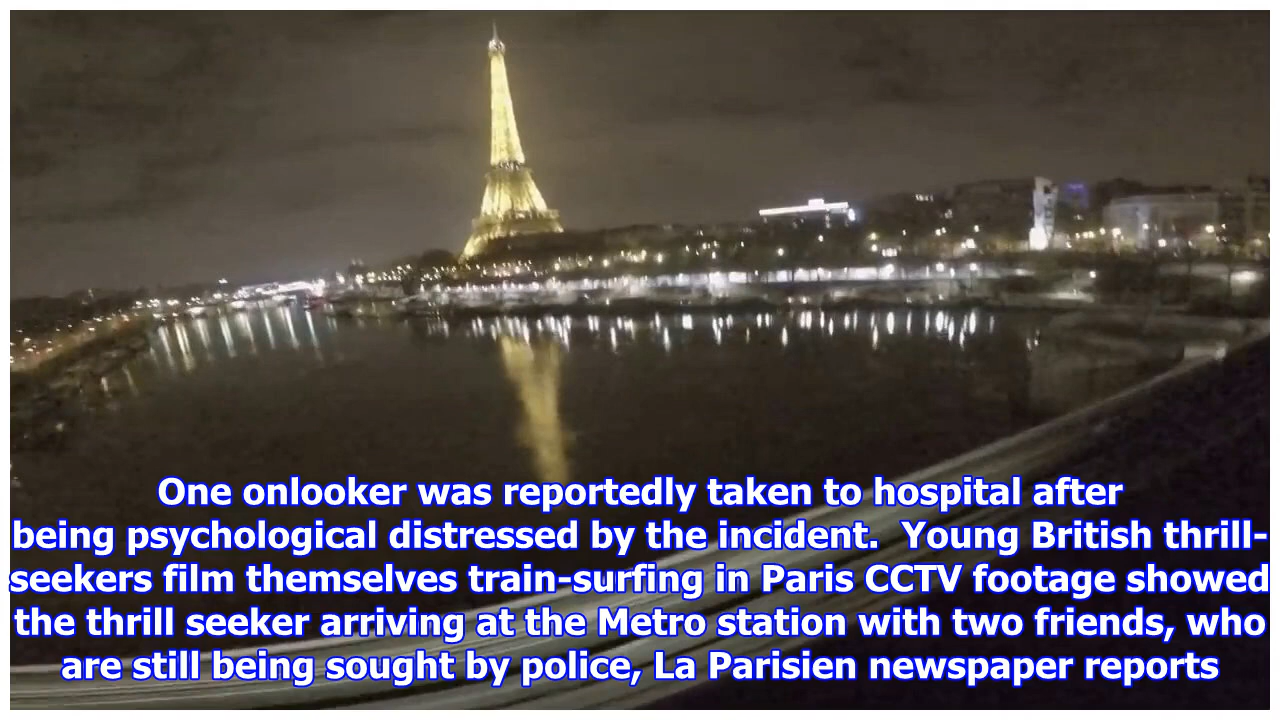 One onlooker was reportedly taken to hospital after
being psychological distressed by the incident.  Young British thrill-
seekers film themselves train-surfing in Paris CCTV footage showed
the thrill seeker arriving at the Metro station with two friends, who
are still being sought by police, La Parisien newspaper reports